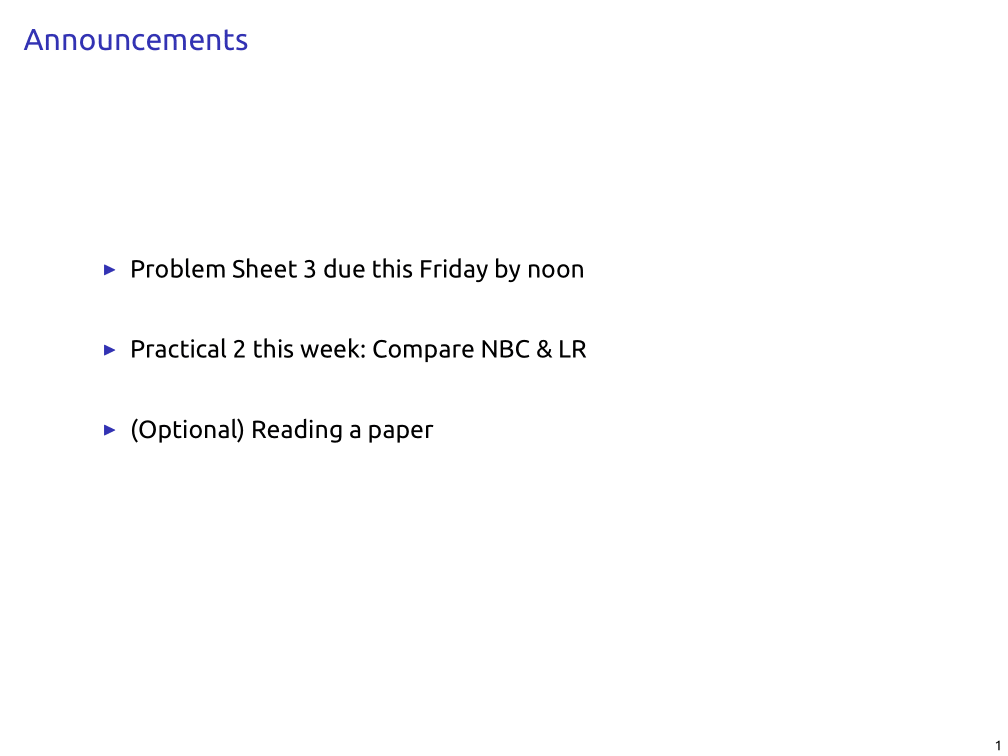 Announcements
▶ Problem Sheet 3 due this Friday by noon
▶ Practical 2 this week: Compare NBC & LR
▶ (Optional) Reading a paper
1